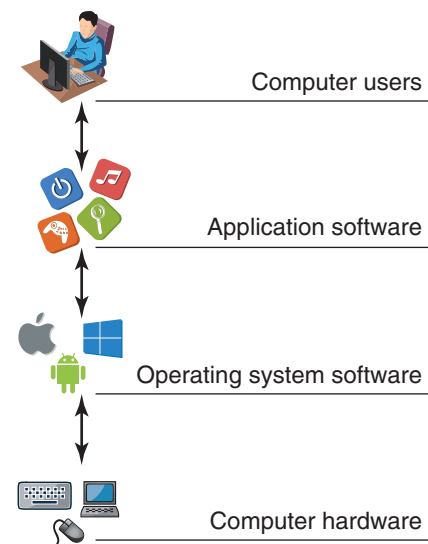 Computer users
Application software
Operating system software
Computer hardware